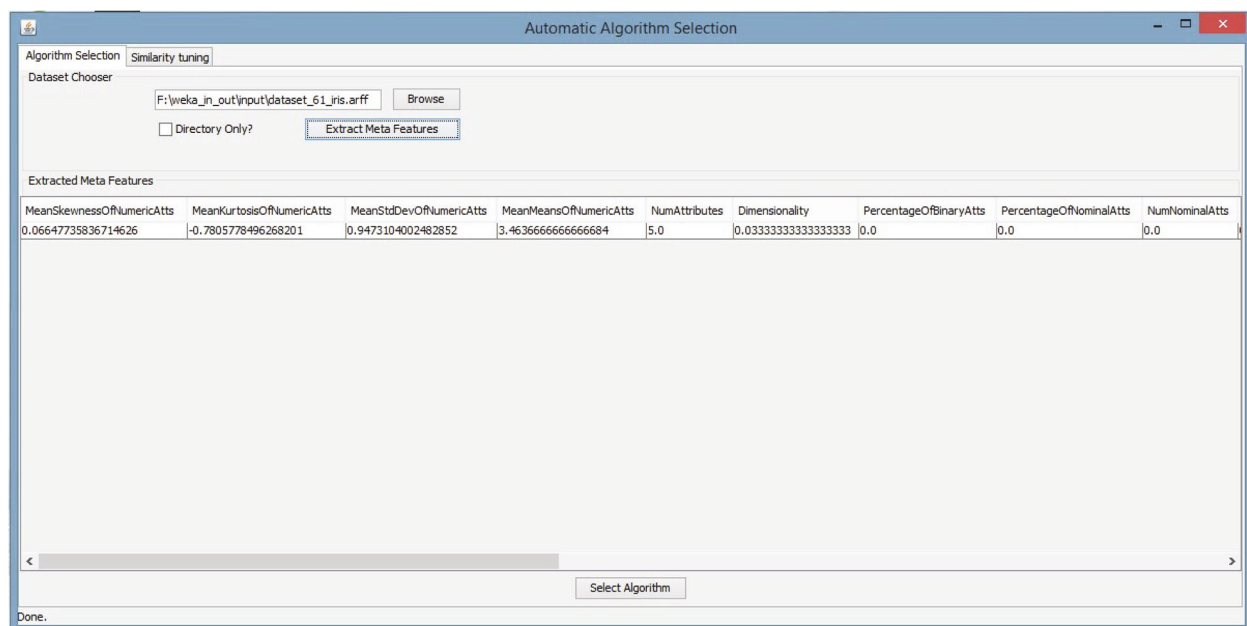 Automatic Algorithm Selection
Algorithm Selection Similarity tuning
Dataset Chooser
F:\weka_in_out\input\dataset_61_iris.arff Browse
Directory Only? Extract Meta Features
Extracted Meta Features
MeanSkewnessOfNumericAtts MeanKurtosisOfNumericAtts MeanStdDevOfNumericAtts MeanMeansOfNumericAtts NumAttributes Dimensionality PercentageOfBinaryAtts PercentageOfNominalAtts NumNominalAtts
0.06647735836714626 -0.7805778496268201 0.9473104002482852 3.4636666666666684 5.0 0.03333333333333333 0.0 0.0 0.0
Select Algorithm
Done.